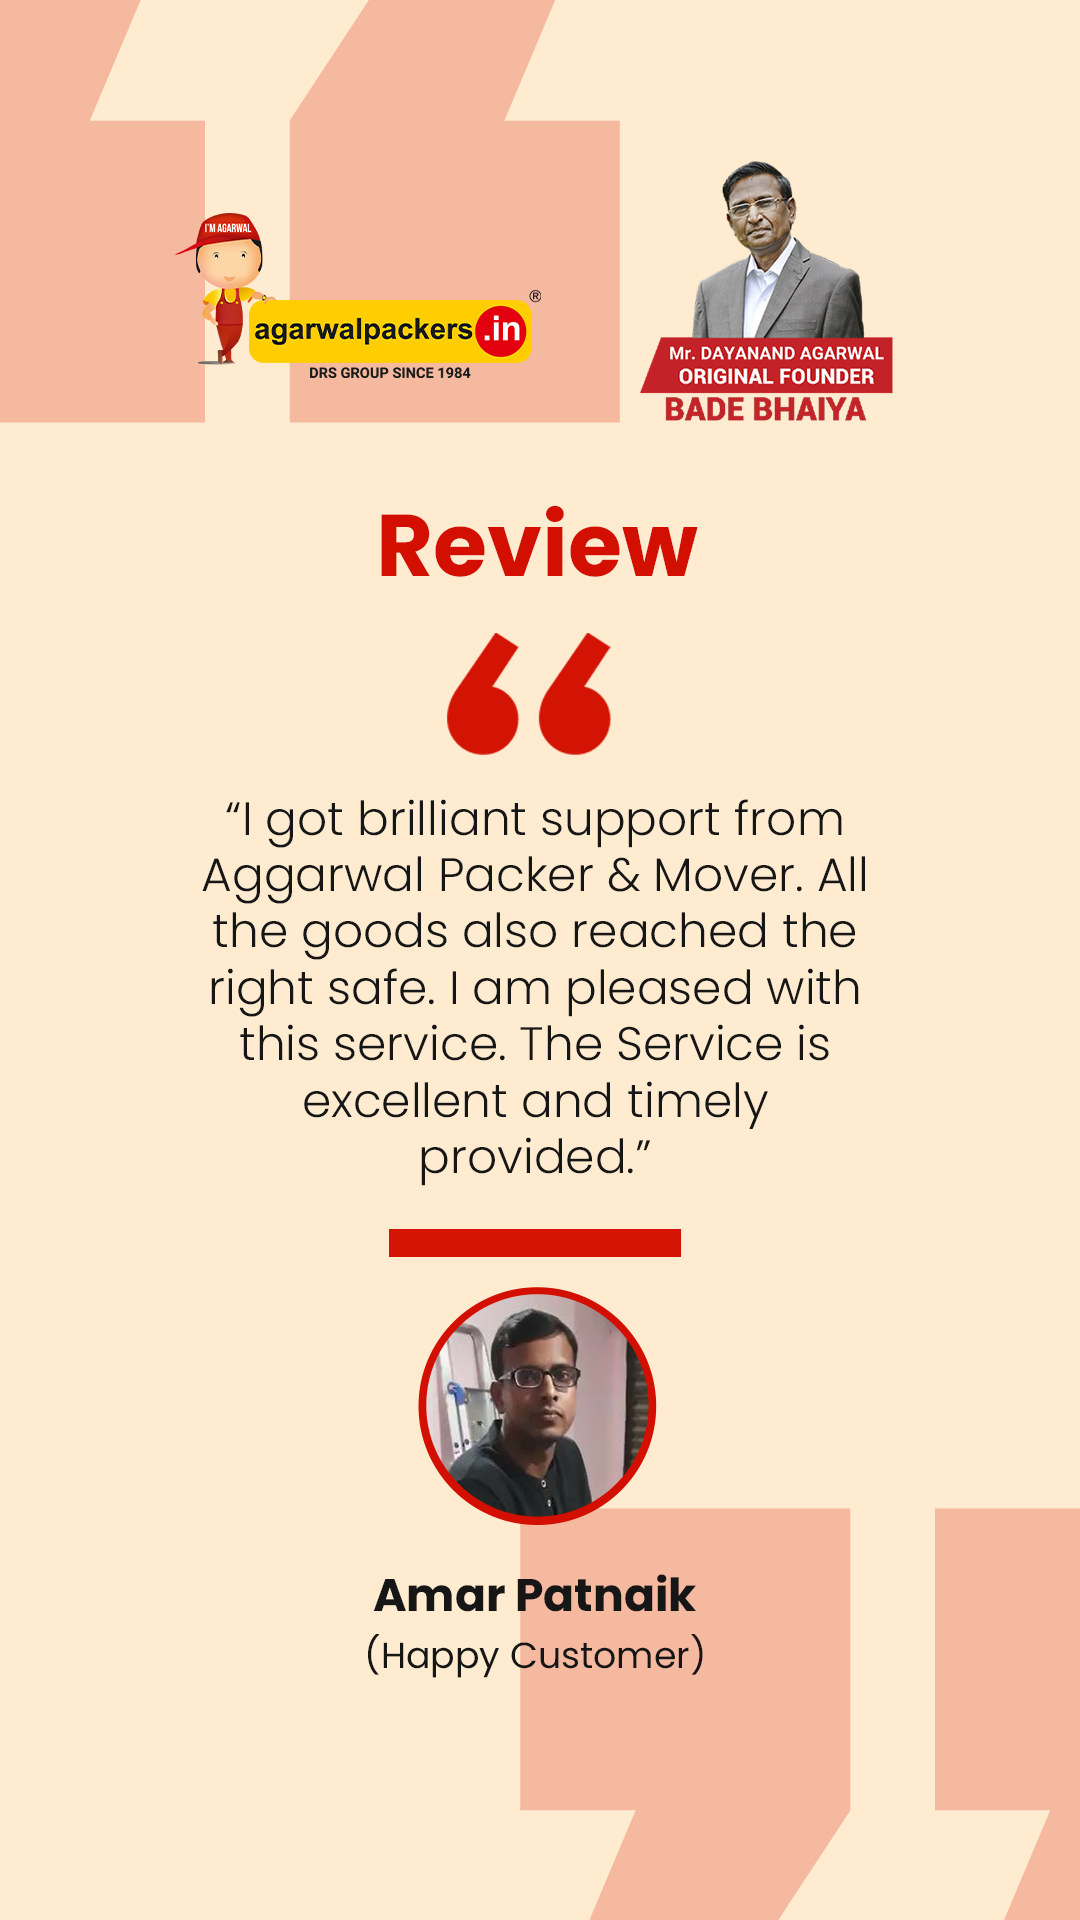 I'M AGARWAL
agarwalpackers.in®
DRS GROUP SINCE 1984
Mr. DAYANAND AGARWAL
ORIGINAL FOUNDER
BADE BHAIYA
Review
“I got brilliant support from
Aggarwal Packer & Mover. All
the goods also reached the
right safe. I am pleased with
this service. The Service is
excellent and timely
provided.”
Amar Patnaik
(Happy Customer)